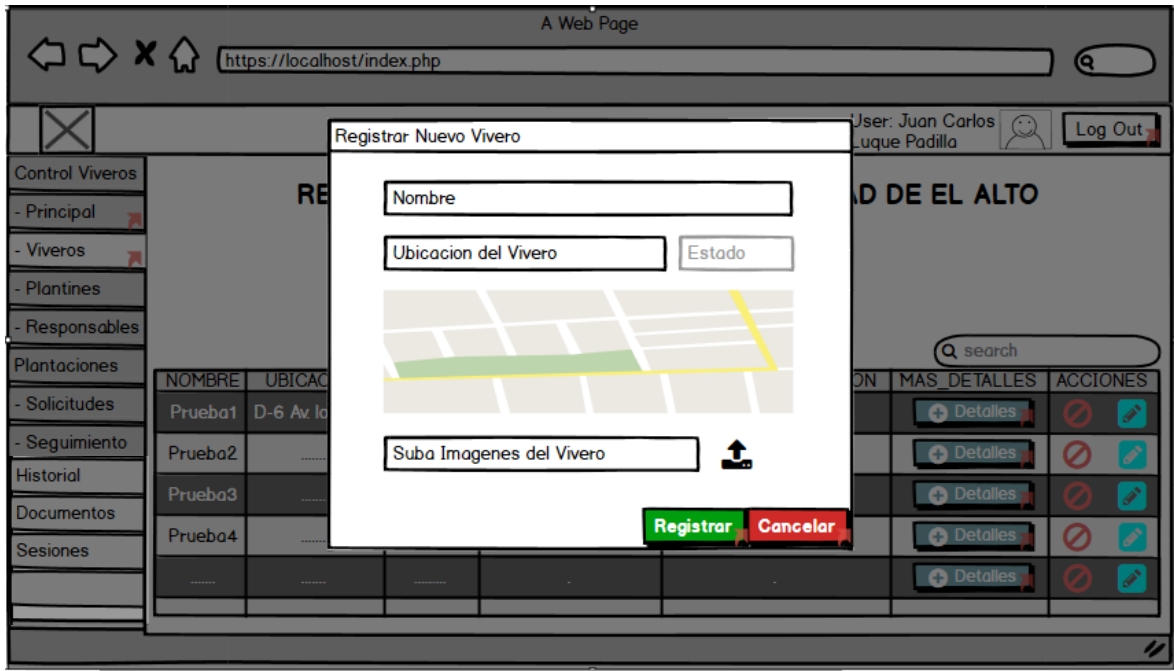 A Web Page
https://localhost/index.php
User: Juan Carlos
Luque Padilla
Log Out
Control Viveros
- Principal
- Viveros
- Plantines
- Responsables
Plantaciones
- Solicitudes
- Seguimiento
Historial
Documentos
Sesiones
RE
AD DE EL ALTO
search
Registrar Nuevo Vivero
Nombre
Ubicacion del Vivero
Estado
Suba Imagenes del Vivero
Registrar
Cancelar
NOMBRE UBICAC ON MAS_DETALLES ACCIONES
Prueba1 D-6 Av. lo Detalles
Prueba2 ........ Detalles
Prueba3 ........ Detalles
Prueba4 ........ Detalles
........ ........ .......... . . Detalles